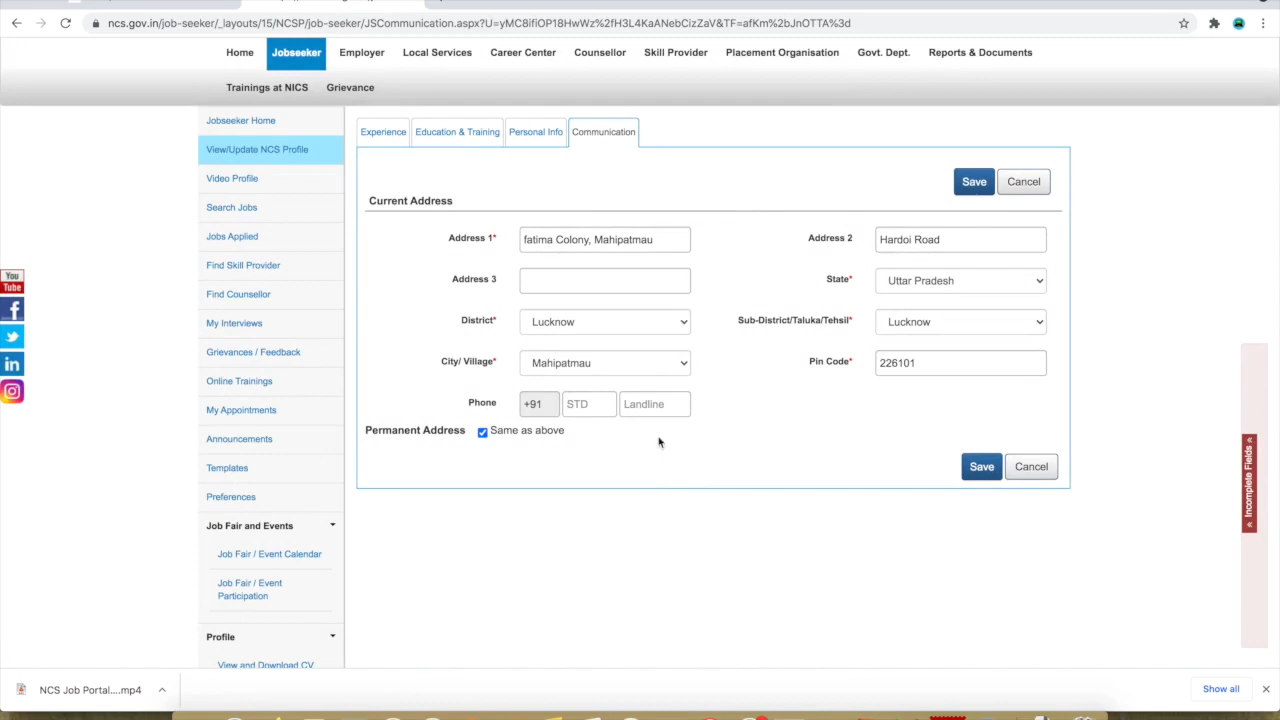 ncs.gov.in/job-seeker/_layouts/15/NCSP/job-seeker/JSCommunication.aspx?U=yMC8ifiOP18HwWz%2fH3L4KaANebCizZaV&TF=afKm%2bJnOTTA%3d
Home Jobseeker Employer Local Services Career Center Counsellor Skill Provider Placement Organisation Govt. Dept. Reports & Documents
Trainings at NICS Grievance
Jobseeker Home
View/Update NCS Profile
Video Profile
Search Jobs
Jobs Applied
Find Skill Provider
Find Counsellor
My Interviews
Grievances / Feedback
Online Trainings
My Appointments
Announcements
Templates
Preferences
Job Fair and Events
Job Fair / Event Calendar
Job Fair / Event
Participation
Profile
View and Download CV
You
Tube
Experience Education & Training Personal Info Communication
Save Cancel
Current Address
Address 1* fatima Colony, Mahipatmau Address 2 Hardoi Road
Address 3 State* Uttar Pradesh
District* Lucknow Sub-District/Taluka/Tehsil* Lucknow
City/ Village* Mahipatmau Pin Code* 226101
Phone +91 STD Landline
Permanent Address Same as above
Save Cancel
« Incomplete Fields »
NCS Job Portal....mp4 Show all